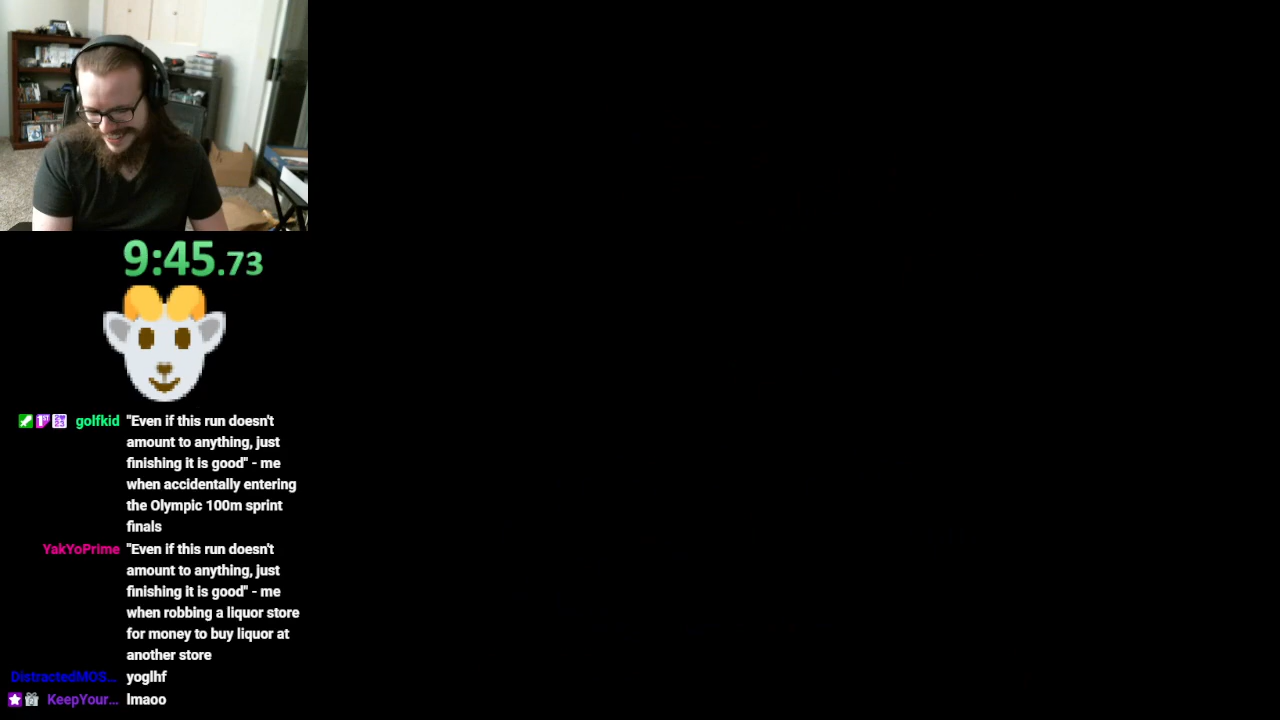 9:45.73
golfkid "Even if this run doesn't
amount to anything, just
finishing it is good" - me
when accidentally entering
the Olympic 100m sprint
finals
YakYoPrime "Even if this run doesn't
amount to anything, just
finishing it is good" - me
when robbing a liquor store
for money to buy liquor at
another store
DistractedMOS... yoglhf
KeepYour... lmaoo